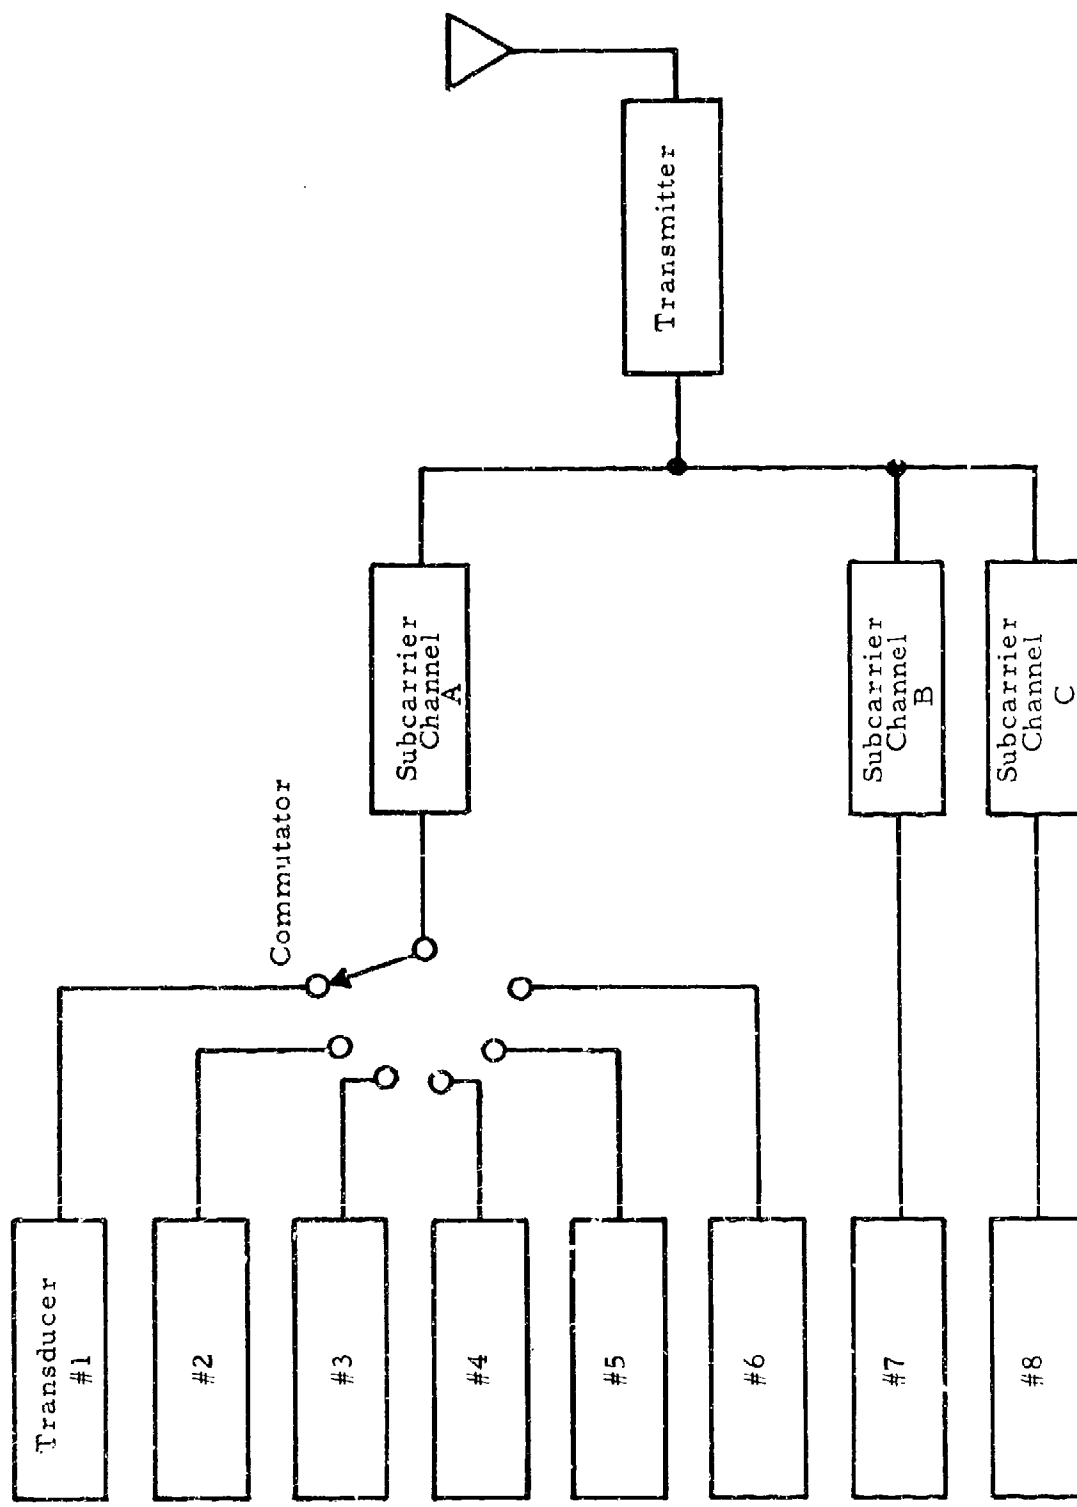 Transducer
#1
#2
#3
#4
#5
#6
#7
#8
Commutator
Subcarrier
Channel
A
Subcarrier
Channel
B
Subcarrier
Channel
C
Transmitter